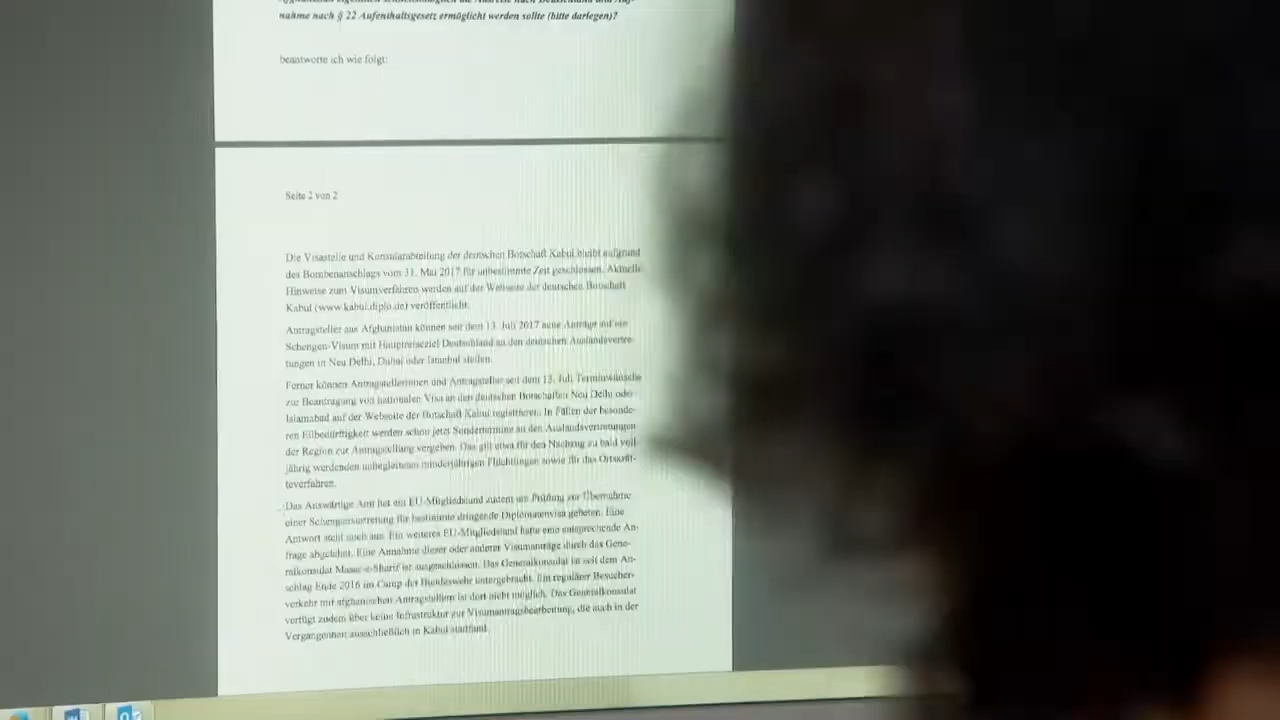 nahme nach § 22 Aufenthaltsgesetz ermöglicht werden sollte (bitte darlegen)?
beantworte ich wie folgt:
Seite 2 von 2
Die Visastelle und Konsularabteilung der deutschen Botschaft Kabul bleibt aufgrund
des Bombenanschlags vom 31. Mai 2017 für unbestimmte Zeit geschlossen. Aktuelle
Hinweise zum Visumverfahren werden auf der Webseite der deutschen Botschaft
Kabul (www.kabul.diplo.de) veröffentlicht.
Antragsteller aus Afghanistan können seit dem 13. Juli 2017 neue Anträge auf ein
Schengen-Visum mit Hauptreiseziel Deutschland an den deutschen Auslandsvertre-
tungen in Neu Delhi, Dubai oder Istanbul stellen.
Ferner können Antragstellerinnen und Antragsteller seit dem 13. Juli Terminwünsche
zur Beantragung von nationalen Visa an den deutschen Botschaften Neu Delhi oder
Islamabad auf der Webseite der Botschaft Kabul registrieren. In Fällen der besonde-
ren Eilbedürftigkeit werden schon jetzt Sondertermine an den Auslandsvertretungen
der Region zur Antragstellung vergeben. Das gilt etwa für den Nachzug zu bald voll
jährig werdenden unbegleiteten minderjährigen Flüchtlingen sowie für das Ortskräf-
teverfahren.
Das Auswärtige Amt hat ein EU-Mitgliedsland zudem um Prüfung zur Übernahme
einer Schengenvertretung für bestimmte dringende Diplomatenvisa gebeten. Eine
Antwort steht noch aus. Ein weiteres EU-Mitgliedsland hatte eine entsprechende An-
frage abgelehnt. Eine Annahme dieser oder anderer Visumanträge durch das Gene-
ralkonsulat Masar-e-Sharif ist ausgeschlossen. Das Generalkonsulat ist seit dem An-
schlag Ende 2016 im Camp der Bundeswehr untergebracht. Ein regulärer Besucher-
verkehr mit afghanischen Antragstellern ist dort nicht möglich. Das Generalkonsulat
verfügt zudem über keine Infrastruktur zur Visumantragsbearbeitung, die auch in der
Vergangenheit ausschließlich in Kabul stattfand.